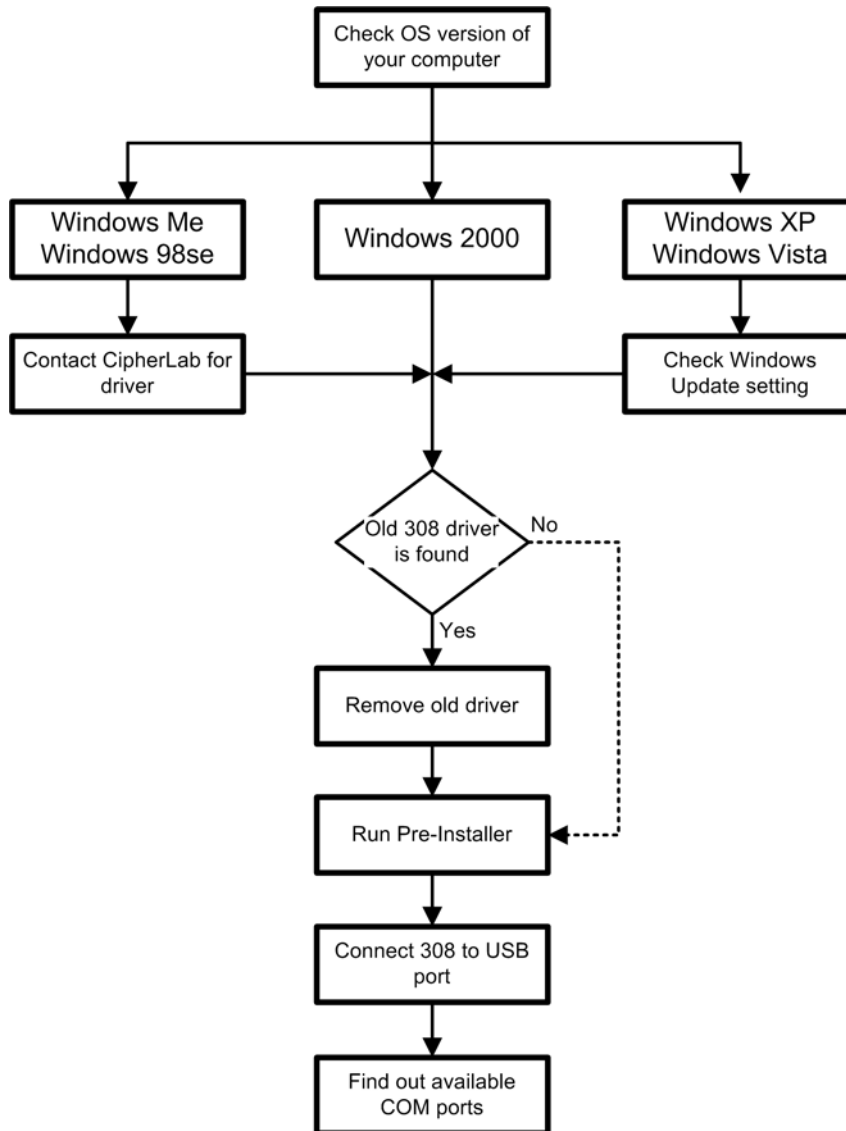 Check OS version of
your computer
Windows Me
Windows 98se
Windows 2000
Windows XP
Windows Vista
Contact CipherLab for
driver
Check Windows
Update setting
Old 308 driver
is found
No
Yes
Remove old driver
Run Pre-Installer
Connect 308 to USB
port
Find out available
COM ports